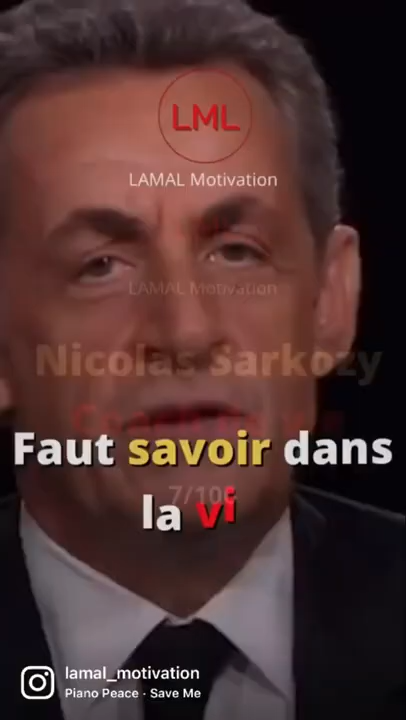 LML
LAMAL Motivation
LAMAL Motivation
Nicolas Sarkozy
Faut savoir dans
7/10
la vi
lamal_motivation
Piano Peace · Save Me